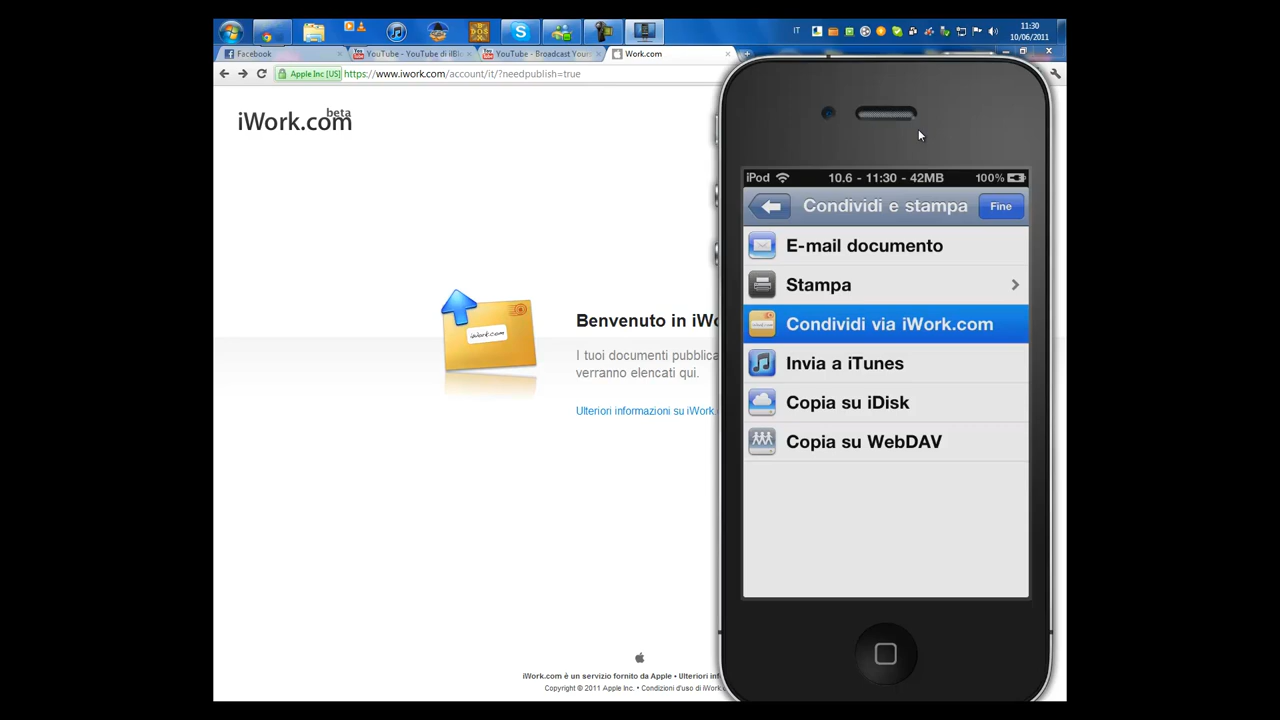 IT
11:30
10/06/2011
Facebook
YouTube - YouTube di ilBl
YouTube - Broadcast Yours
iWork.com
Apple Inc [US]
https://www.iwork.com/account/it/?needpublish=true
iWork.com
beta
iWork.com
Benvenuto in iWo
I tuoi documenti pubblica
verranno elencati qui.
Ulteriori informazioni su iWork.
iWork.com è un servizio fornito da Apple • Ulteriori inf
Copyright © 2011 Apple Inc. • Condizioni d'uso di iWork.c
iPod
10.6 - 11:30 - 42MB
100%
Condividi e stampa
Fine
E-mail documento
Stampa
Condividi via iWork.com
Invia a iTunes
Copia su iDisk
Copia su WebDAV